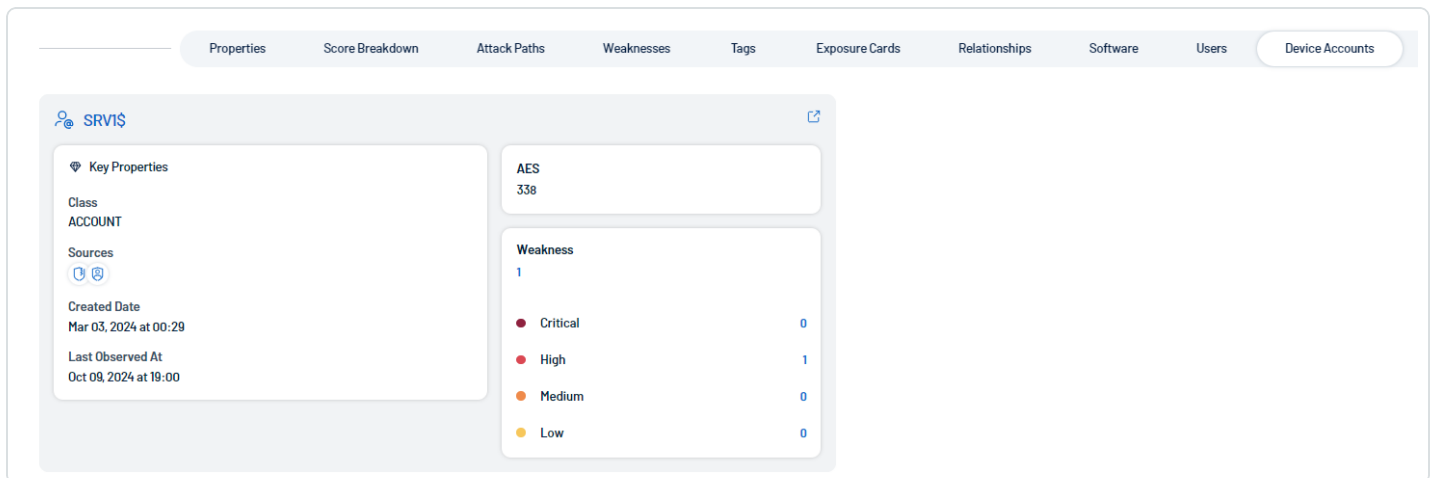 Properties Score Breakdown Attack Paths Weaknesses Tags Exposure Cards Relationships Software Users Device Accounts
SRV1$
Key Properties
Class
ACCOUNT
Sources
Created Date
Mar 03, 2024 at 00:29
Last Observed At
Oct 09, 2024 at 19:00
AES
338
Weakness
1
Critical 0
High 1
Medium 0
Low 0